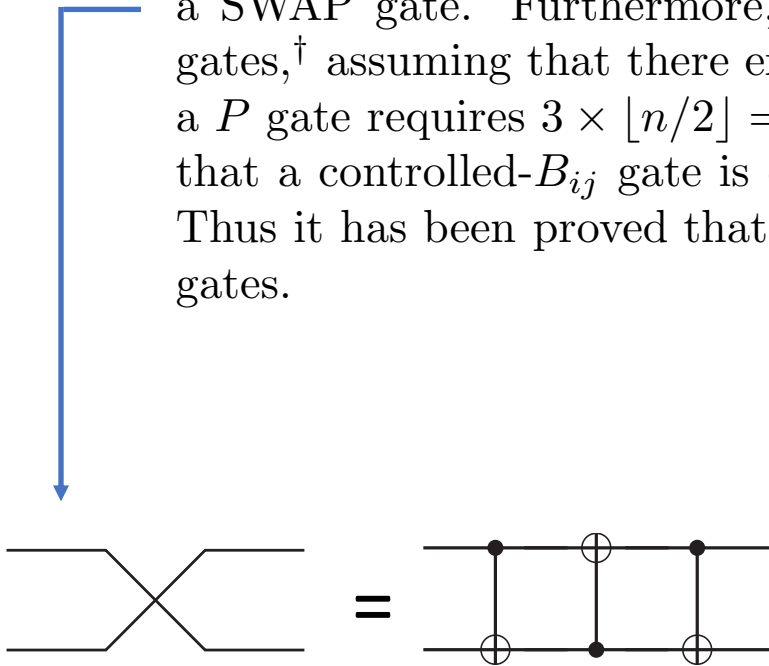 a SWAP gate. Furthermore,
gates,† assuming that there e
a P gate requires 3 × ⌊n/2⌋ =
that a controlled-Bij gate is
Thus it has been proved that
gates.
=